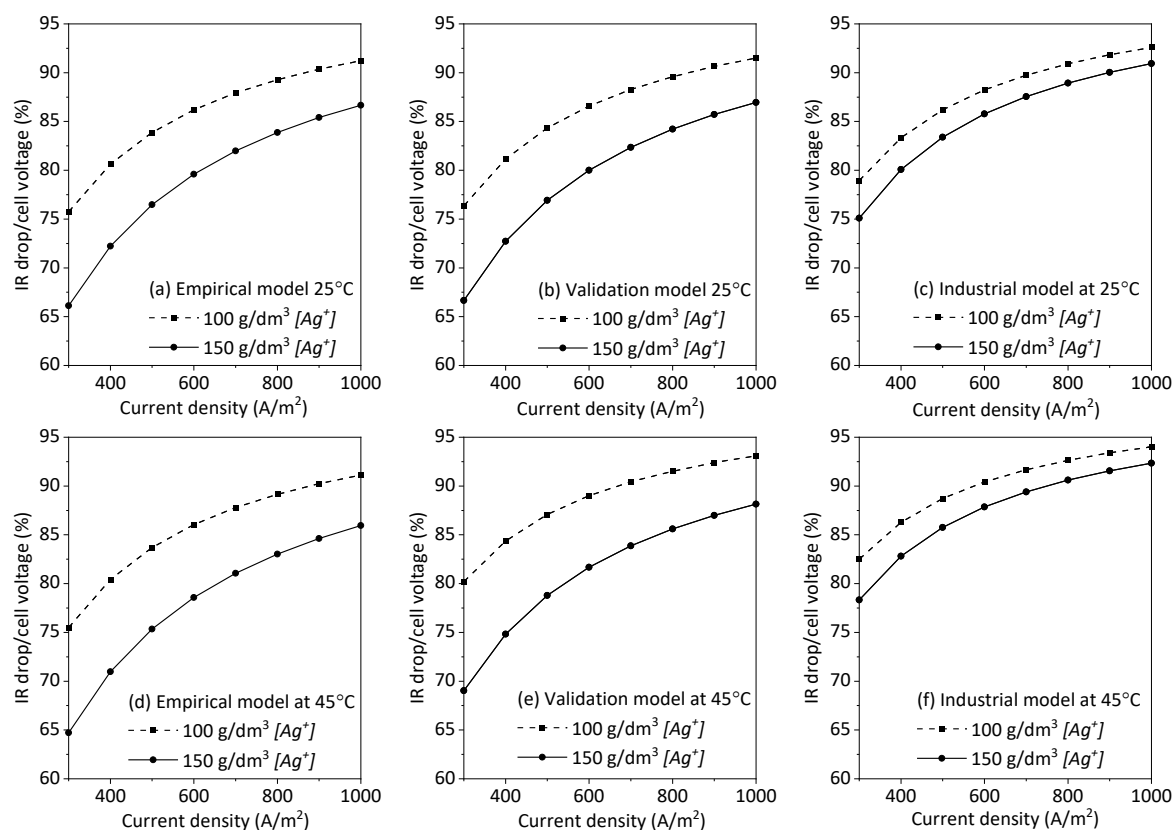 95
90
85
80
75
70
65
60
IR drop/cell voltage (%)
(a) Empirical model 25°C
100 g/dm³ [Ag⁺]
150 g/dm³ [Ag⁺]
400 600 800 1000
Current density (A/m²)
95
90
85
80
75
70
65
60
IR drop/cell voltage (%)
(b) Validation model 25°C
100 g/dm³ [Ag⁺]
150 g/dm³ [Ag⁺]
400 600 800 1000
Current density (A/m²)
95
90
85
80
75
70
65
60
IR drop/cell voltage (%)
(c) Industrial model at 25°C
100 g/dm³ [Ag⁺]
150 g/dm³ [Ag⁺]
400 600 800 1000
Current density (A/m²)
95
90
85
80
75
70
65
60
IR drop/cell voltage (%)
(d) Empirical model at 45°C
100 g/dm³ [Ag⁺]
150 g/dm³ [Ag⁺]
400 600 800 1000
Current density (A/m²)
95
90
85
80
75
70
65
60
IR drop/cell voltage (%)
(e) Validation model at 45°C
100 g/dm³ [Ag⁺]
150 g/dm³ [Ag⁺]
400 600 800 1000
Current density (A/m²)
95
90
85
80
75
70
65
60
IR drop/cell voltage (%)
(f) Industrial model at 45°C
100 g/dm³ [Ag⁺]
150 g/dm³ [Ag⁺]
400 600 800 1000
Current density (A/m²)